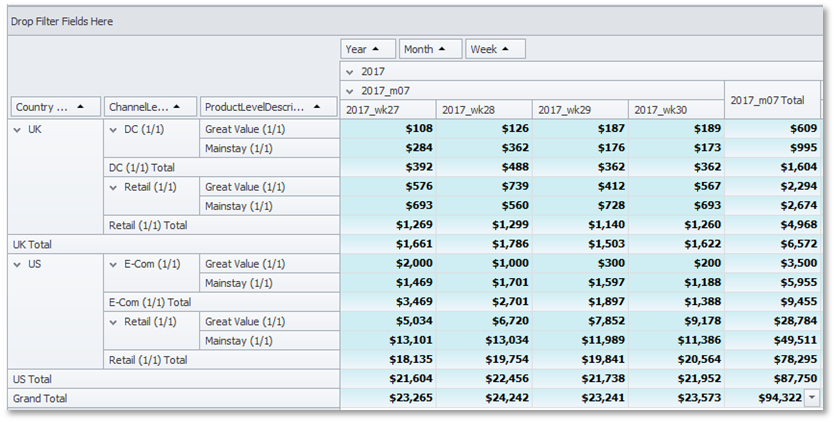 Drop Filter Fields Here
Year Month Week
2017
2017_m07
Country ... ChannelLe... ProductLevelDescri... 2017_wk27 2017_wk28 2017_wk29 2017_wk30 2017_m07 Total
UK DC (1/1) Great Value (1/1) $108 $126 $187 $189 $609
Mainstay (1/1) $284 $362 $176 $173 $995
DC (1/1) Total $392 $488 $362 $362 $1,604
Retail (1/1) Great Value (1/1) $576 $739 $412 $567 $2,294
Mainstay (1/1) $693 $560 $728 $693 $2,674
Retail (1/1) Total $1,269 $1,299 $1,140 $1,260 $4,968
UK Total $1,661 $1,786 $1,503 $1,622 $6,572
US E-Com (1/1) Great Value (1/1) $2,000 $1,000 $300 $200 $3,500
Mainstay (1/1) $1,469 $1,701 $1,597 $1,188 $5,955
E-Com (1/1) Total $3,469 $2,701 $1,897 $1,388 $9,455
Retail (1/1) Great Value (1/1) $5,034 $6,720 $7,852 $9,178 $28,784
Mainstay (1/1) $13,101 $13,034 $11,989 $11,386 $49,511
Retail (1/1) Total $18,135 $19,754 $19,841 $20,564 $78,295
US Total $21,604 $22,456 $21,738 $21,952 $87,750
Grand Total $23,265 $24,242 $23,241 $23,573 $94,322